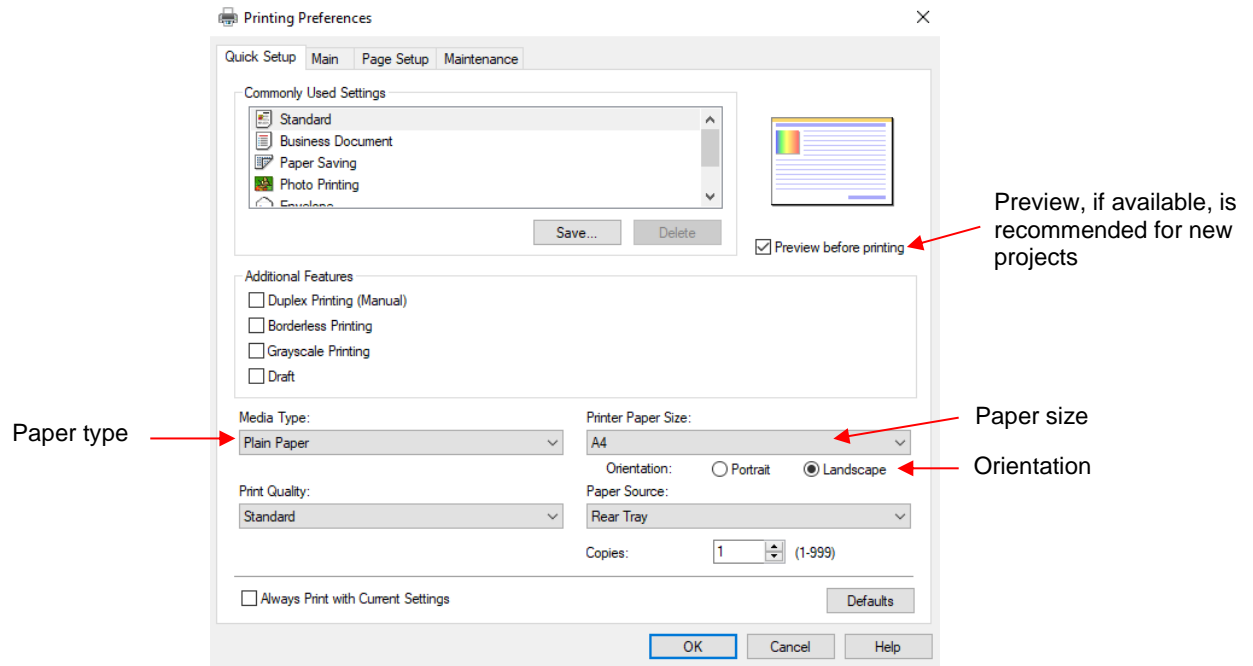 Printing Preferences
Quick Setup
Main
Page Setup
Maintenance
Commonly Used Settings
Standard
Business Document
Paper Saving
Photo Printing
Envelope
Save...
Delete
Preview before printing
Preview, if available, is
recommended for new
projects
Additional Features
Duplex Printing (Manual)
Borderless Printing
Grayscale Printing
Draft
Media Type:
Printer Paper Size:
Paper type
Plain Paper
A4
Paper size
Orientation:
Portrait
Landscape
Orientation
Print Quality:
Paper Source:
Standard
Rear Tray
Copies:
1
(1-999)
Always Print with Current Settings
Defaults
OK
Cancel
Help